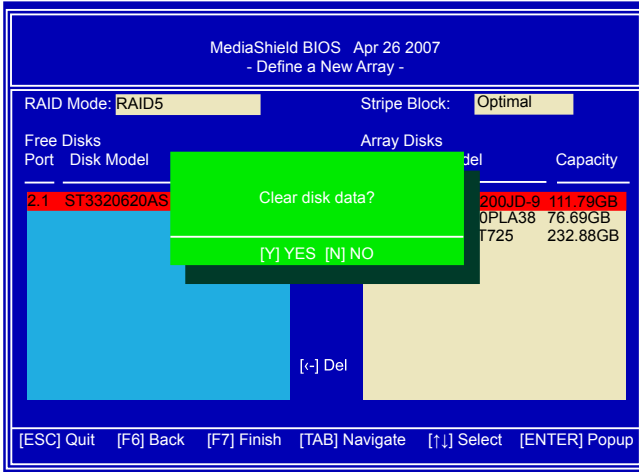 MediaShield BIOS Apr 26 2007
- Define a New Array -
RAID Mode: RAID5 Stripe Block: Optimal
Free Disks Array Disks
Port Disk Model del Capacity
Clear disk data?
2.1 ST3320620AS 200JD-9 111.79GB
0PLA38 76.69GB
T725 232.88GB
[Y] YES [N] NO
[‹-] Del
[ESC] Quit [F6] Back [F7] Finish [TAB] Navigate [↑↓] Select [ENTER] Popup